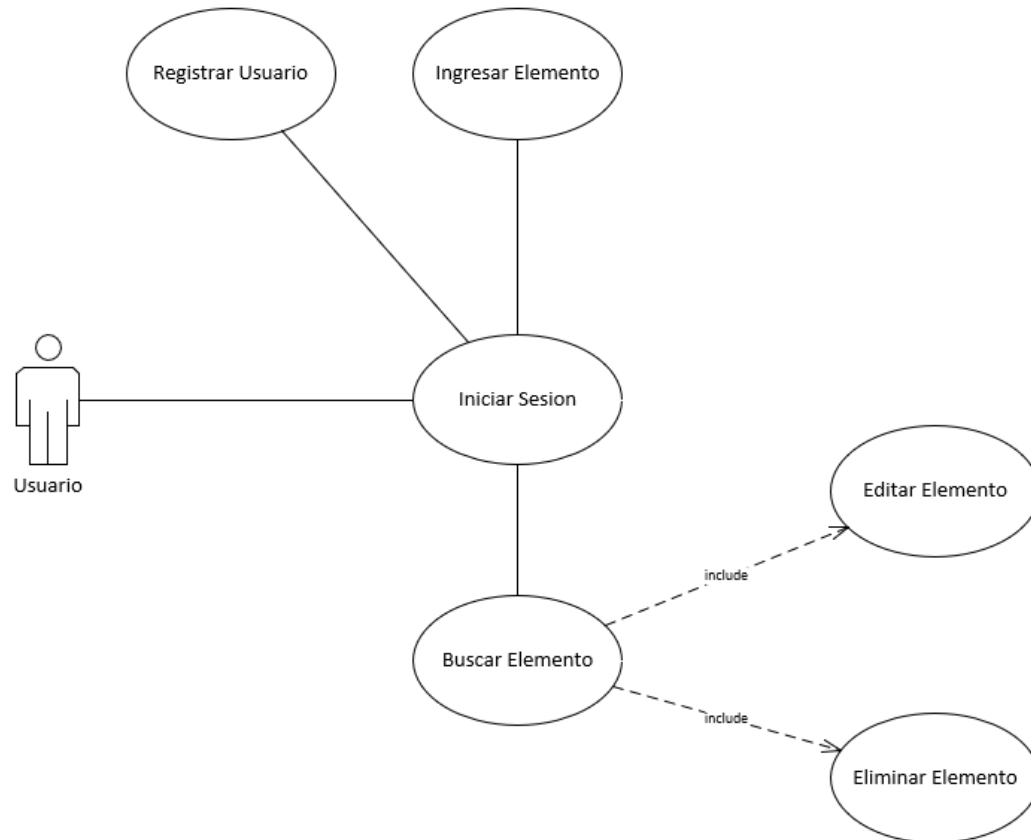 Registrar Usuario
Ingresar Elemento
Iniciar Sesion
Usuario
Editar Elemento
include
Buscar Elemento
include
Eliminar Elemento